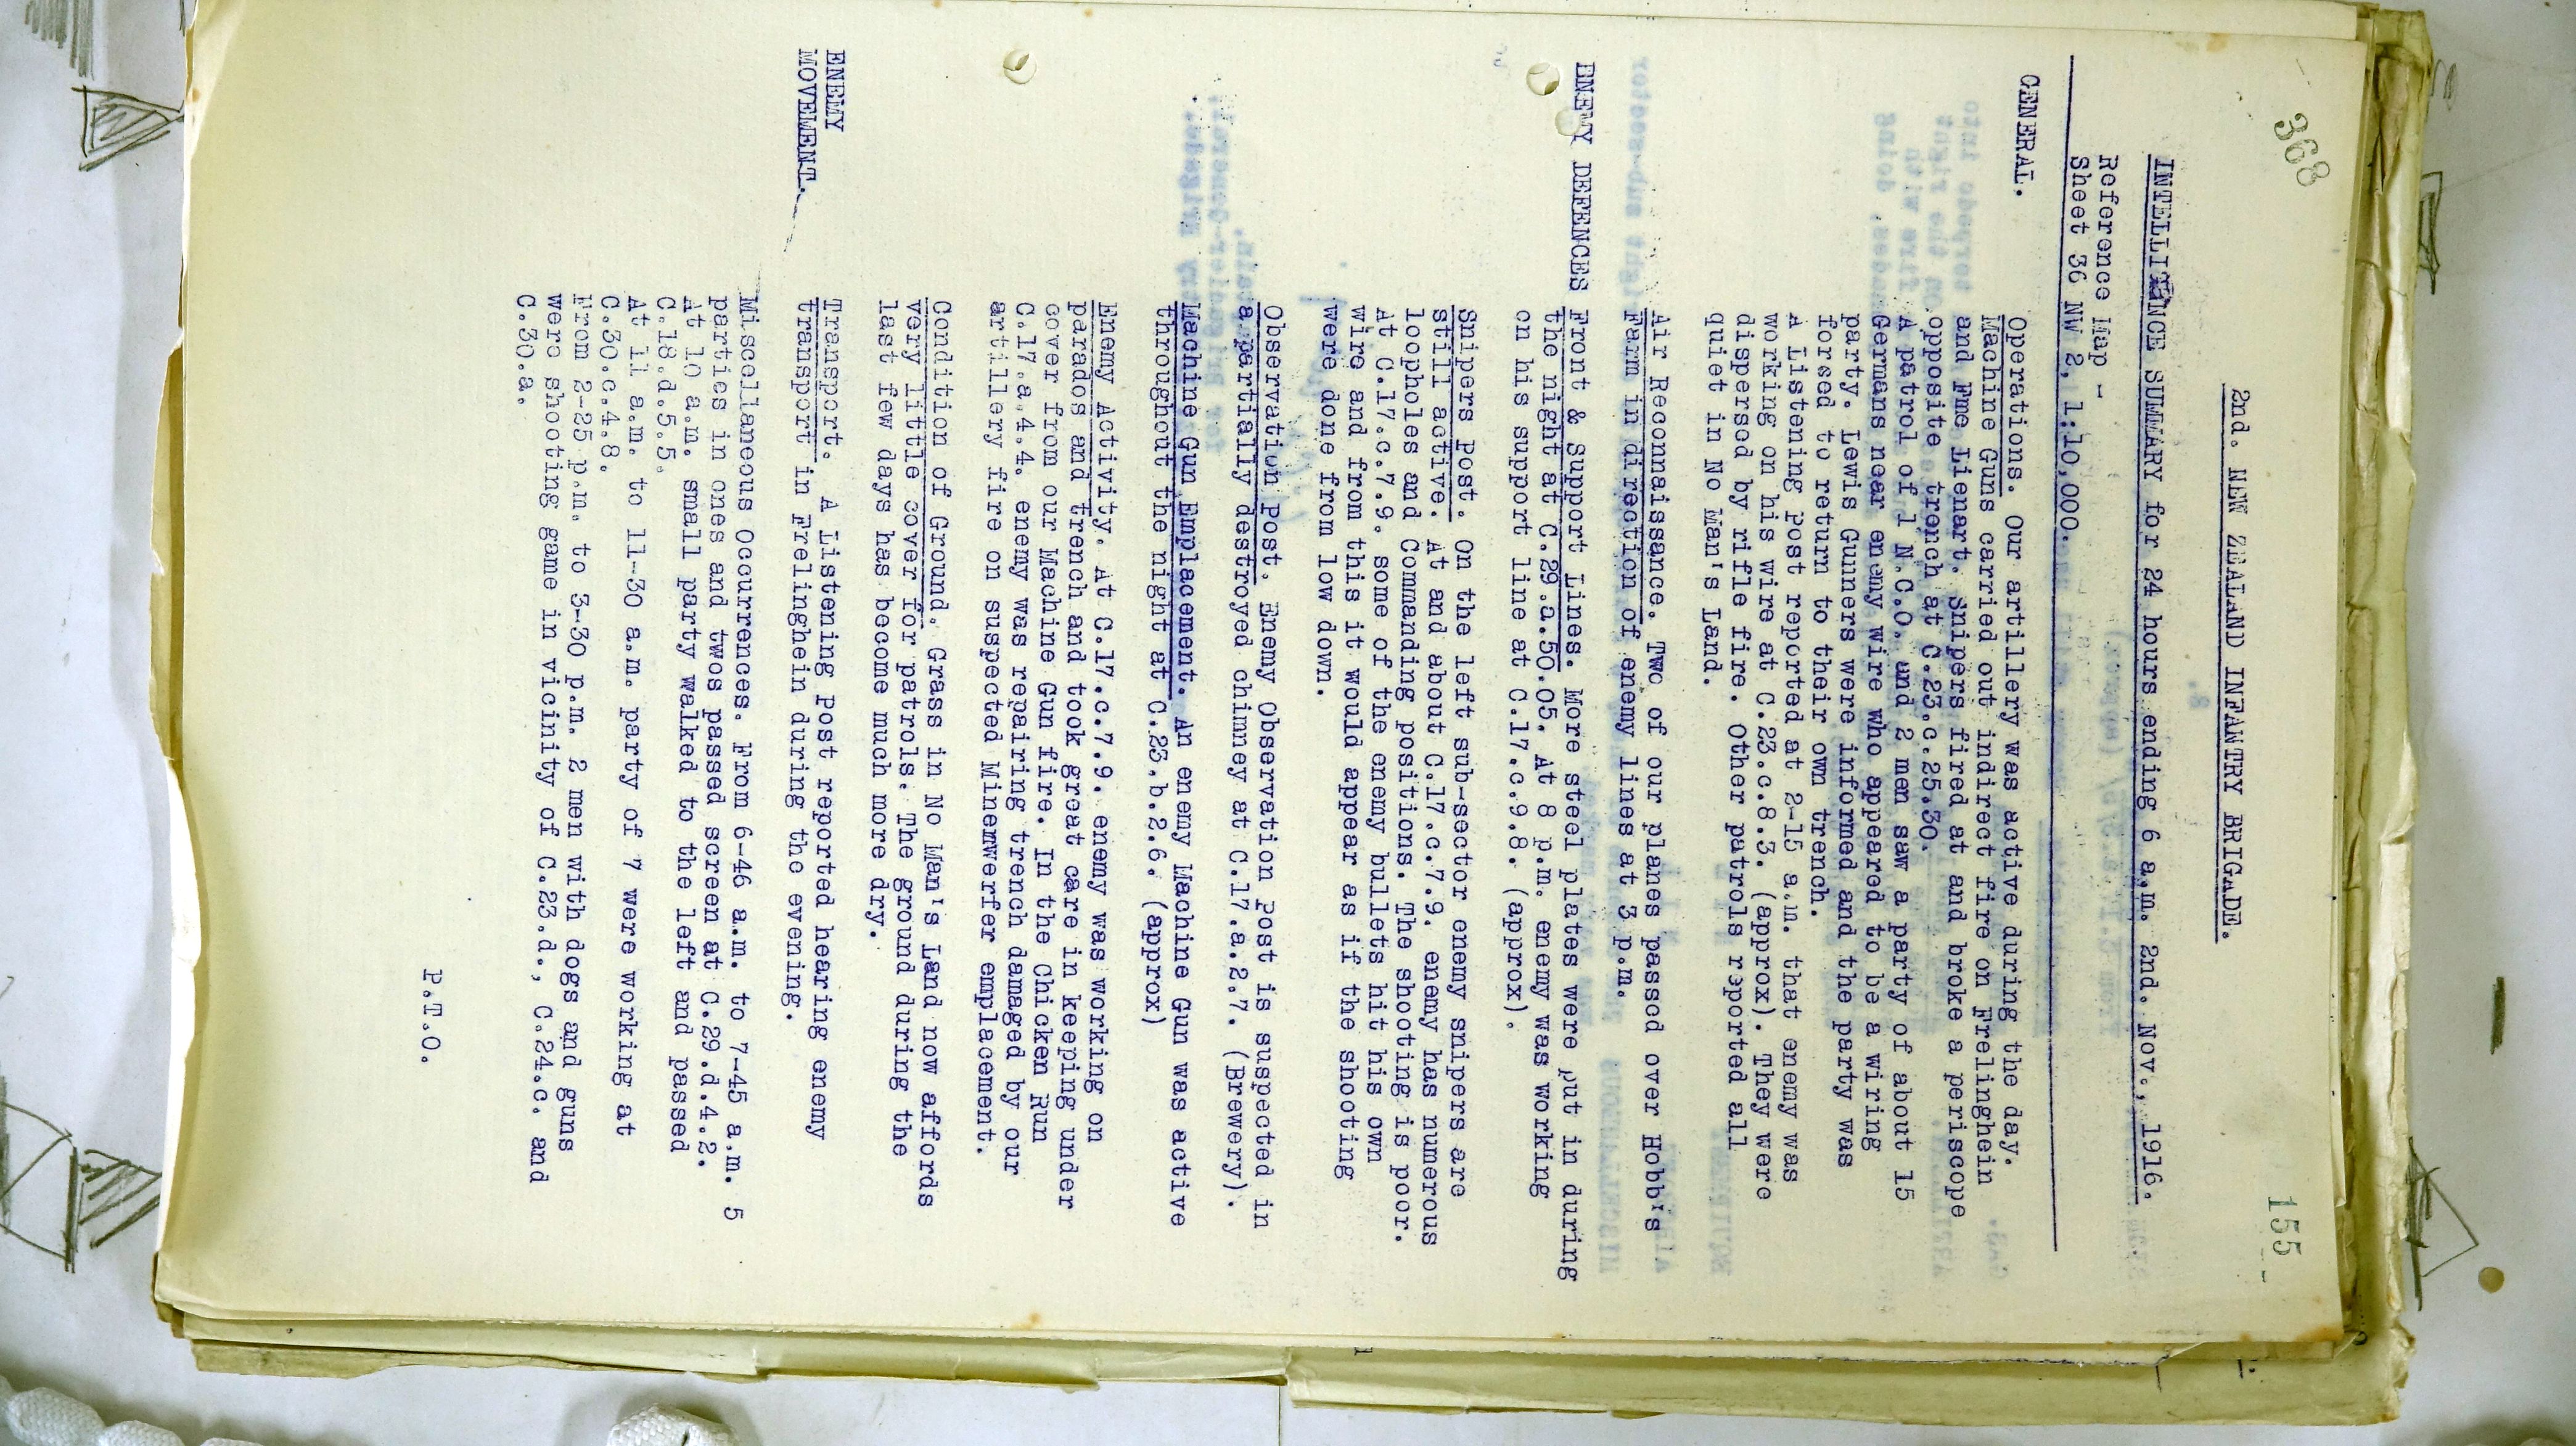 368
155
2nd. NEW ZEALAND INFANTRY BRIGADE.
INTELLIGENCE SUMMARY for 24 hours ending 6 a.m. 2nd. Nov., 1916.
Reference Map -
Sheet 36 NW 2, 1:10,000.
GENERAL.
Operations. Our artillery was active during the day.
Machine Guns carried out indirect fire on Frelinghein
and Fme Lienart. Snipers fired at and broke a periscope
opposite trench at C.23.c.25.30.
A patrol of 1 N.C.O. and 2 men saw a party of about 15
Germans near enemy wire who appeared to be a wiring
party. Lewis Gunners were informed and the party was
forsed to return to their own trench.
A Listening Post reported at 2-15 a.m. that enemy was
working on his wire at C.23.c.8.3. (approx). They were
dispersed by rifle fire. Other patrols reported all
quiet in No Man's Land.
Air Reconnaissance. Two of our planes passed over Hobb's
Farm in direction of enemy lines at 3 p.m.
ENEMY DEFENCES Front & Support Lines. More steel plates were put in during
the night at C.29.a.50.05. At 8 p.m. enemy was working
on his support line at C.17.c.9.8. (approx).
Snipers Post. On the left sub-sector enemy snipers are
still active. At and about C.17.c.7.9. enemy has numerous
loopholes and Commanding positions. The shooting is poor.
At C.17.c.7.9. some of the enemy bullets hit his own
wire and from this it would appear as if the shooting
were done from low down.
Observation Post. Enemy Observation Post is suspected in
a partially destroyed chimney at C.17.a.2.7. (Brewery).
Machine Gun Emplacement. An enemy Machine Gun was active
throughout the night at C.23.b.2.6. (approx)
Enemy Activity. At C.17.c.7.9. enemy was working on
parados and trench and took great care in keeping under
cover from our Machine Gun fire. In the Chicken Run
C.17.a.4.4. enemy was repairing trench damaged by our
artillery fire on suspected Minenwerfer emplacement.
Condition of Ground. Grass in No Man's Land now affords
very little cover for patrols. The ground during the
last few days has become much more dry.
ENEMY
MOVEMENT.
Transport. A Listening Post reported hearing enemy
transport in Frelinghein during the evening.
Miscellaneous Occurrences. From 6-46 a.m. to 7-45 a.m. 5
parties in ones and twos passed screen at C.29.d.4.2.
At 10 a.m. small party walked to the left and passed
C.18.d.5.5.
At 11 a.m. to 11-30 a.m. party of 7 were working at
C.30.c.4.8.
From 2-25 p.m. to 3-30 p.m. 2 men with dogs and guns
were shooting game in vicinity of C.23.d., C.24.c. and
C.30.a.
P.T.O.